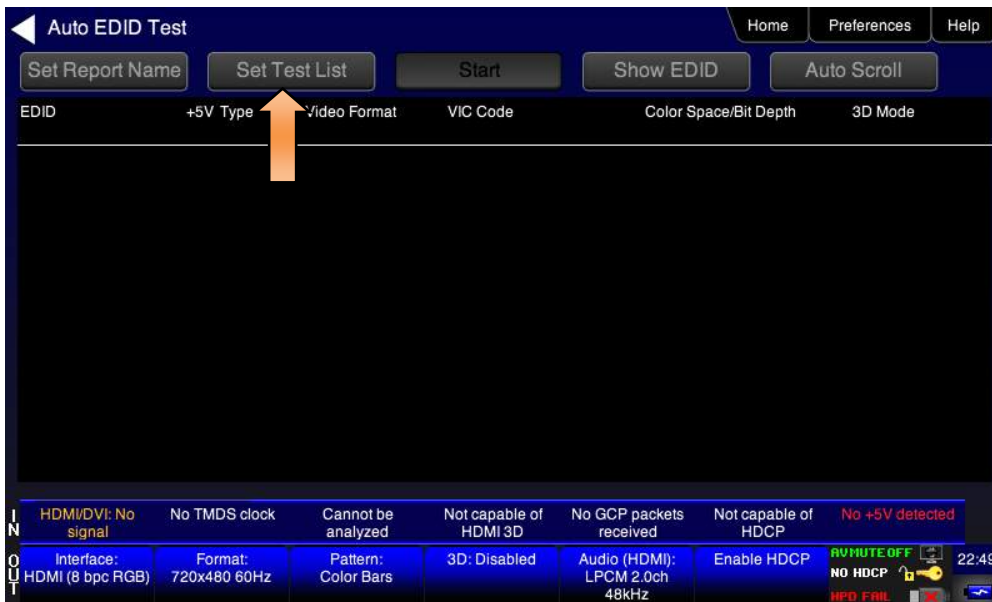 Auto EDID Test
Home
Preferences
Help
Set Report Name
Set Test List
Start
Show EDID
Auto Scroll
EDID
+5V Type
Video Format
VIC Code
Color Space/Bit Depth
3D Mode
IN
HDMI/DVI: No
signal
No TMDS clock
Cannot be
analyzed
Not capable of
HDMI 3D
No GCP packets
received
Not capable of
HDCP
No +5V detected
OUT
Interface:
HDMI (8 bpc RGB)
Format:
720x480 60Hz
Pattern:
Color Bars
3D: Disabled
Audio (HDMI):
LPCM 2.0ch
48kHz
Enable HDCP
AVMUTE OFF
NO HDCP
HPD FAIL
22:49